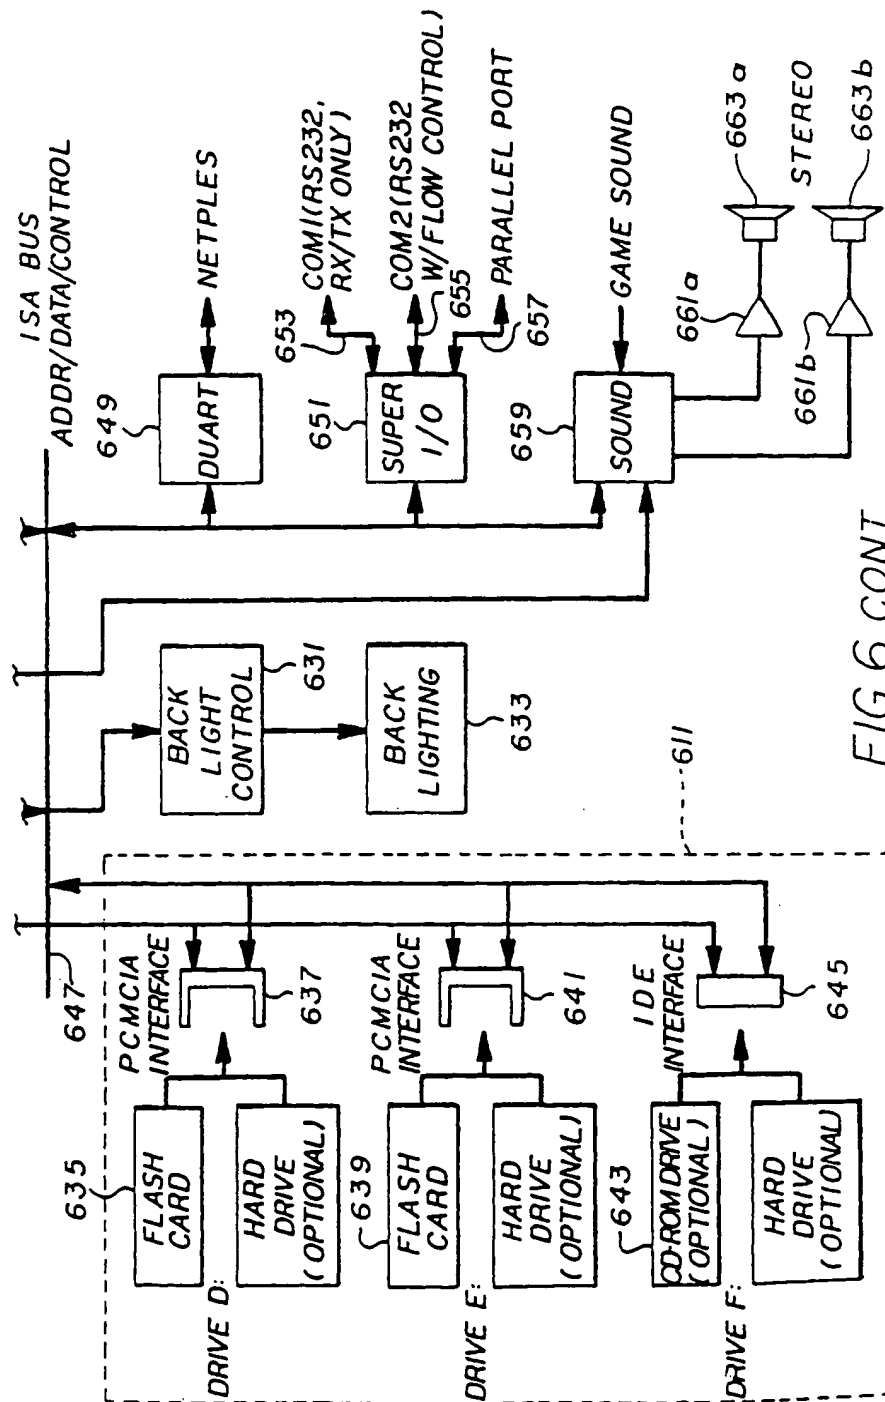 ISA BUS
ADDR/DATA/CONTROL
647
635
FLASH
CARD
HARD
DRIVE
(OPTIONAL)
DRIVE D:
PCMCIA
INTERFACE
637
639
FLASH
CARD
HARD
DRIVE
(OPTIONAL)
DRIVE E:
PCMCIA
INTERFACE
641
643
CD-ROM DRIVE
(OPTIONAL)
HARD
DRIVE
(OPTIONAL)
DRIVE F:
IDE
INTERFACE
645
611
BACK
LIGHT
CONTROL
631
BACK
LIGHTING
633
649
DUART
NETPLES
651
SUPER
I/O
653
COM1(RS232,
RX/TX ONLY)
COM2(RS232
W/FLOW CONTROL)
655
657
PARALLEL PORT
659
SOUND
GAME SOUND
661a
661b
663a
STEREO
663b
FIG 6 CONT